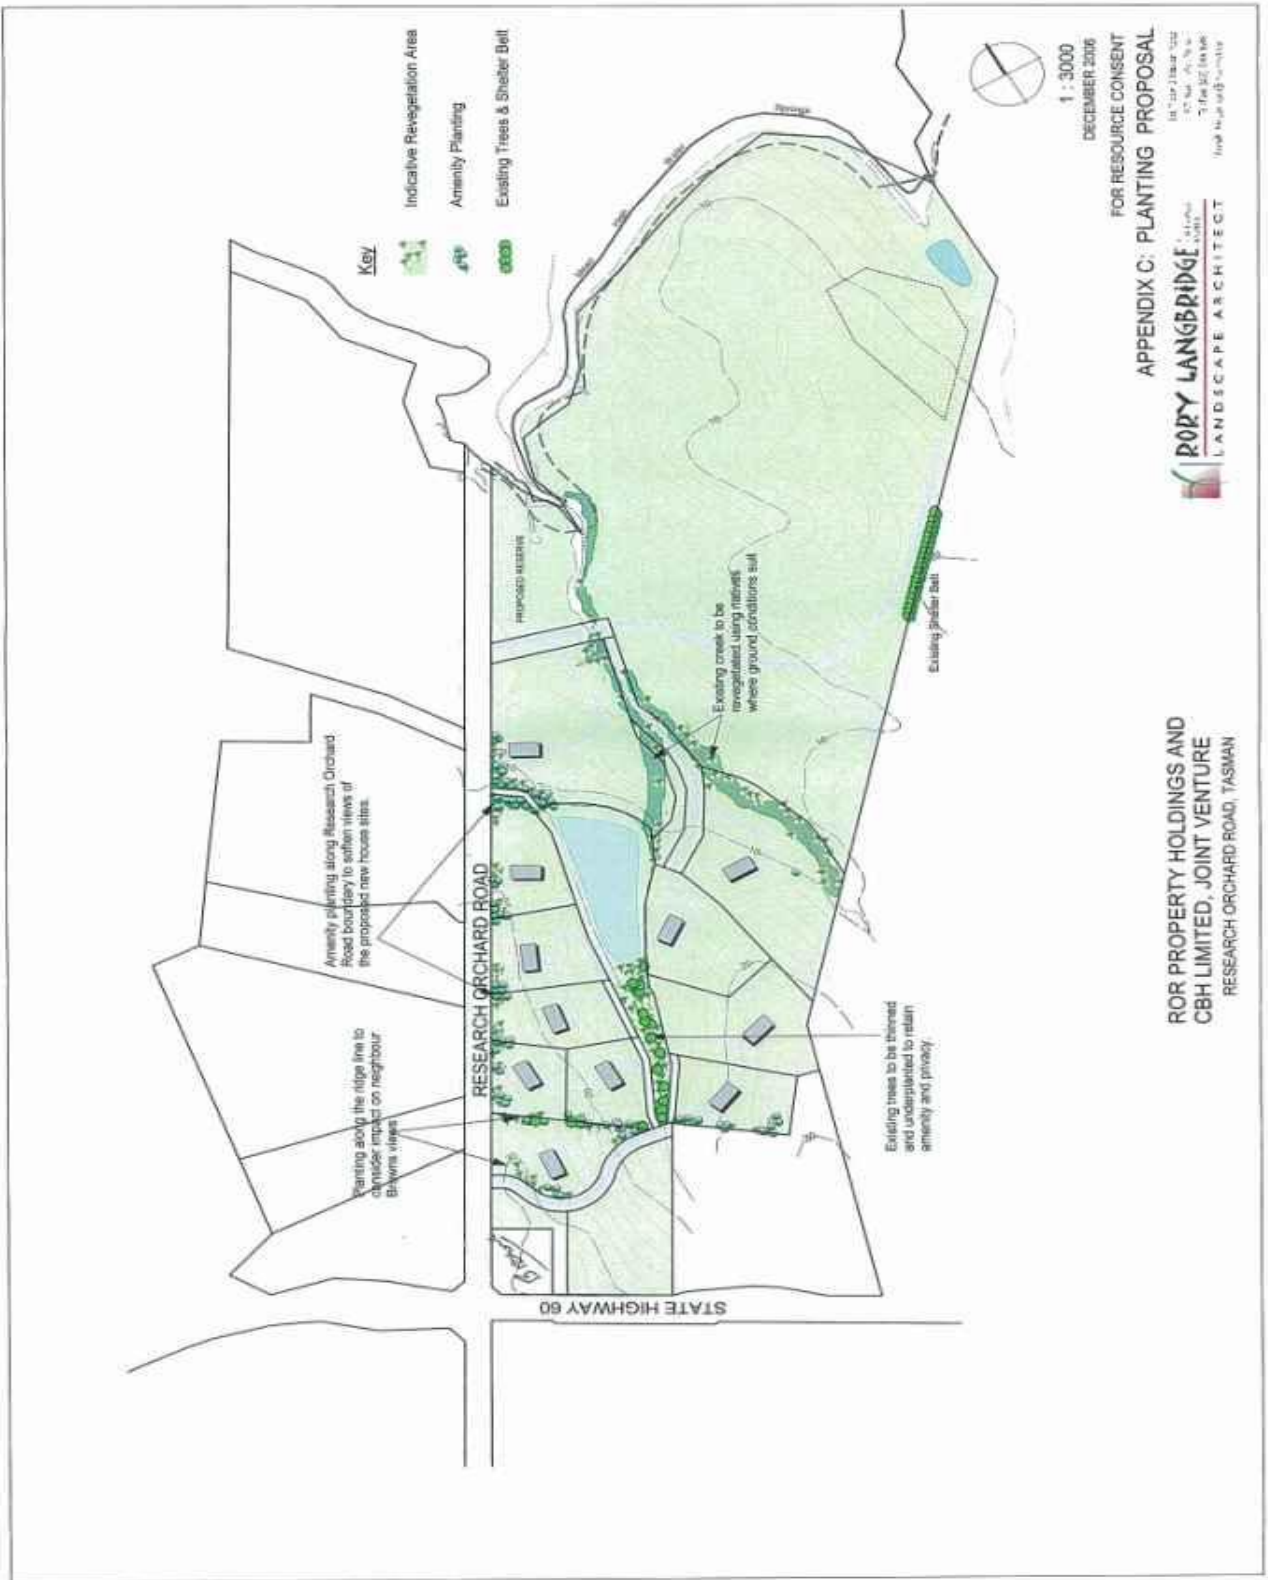 Key
Indicative Revegetation Area
Amenity Planting
Existing Trees & Shelter Belt
Amenity planting along Research Orchard
Road boundary to soften views of
the proposed new house sites.
Planting along the ridge line to
consider impact on neighbour
Browns views
RESEARCH ORCHARD ROAD
STATE HIGHWAY 60
PROPOSED RESERVE
Mean
High
Water
Springs
Existing creek to be
revegetated using natives
where ground conditions suit
Existing Shelter Belt
Existing trees to be thinned
and underplanted to retain
amenity and privacy.
1 : 3000
DECEMBER 2006
FOR RESOURCE CONSENT
APPENDIX C: PLANTING PROPOSAL
RORY LANGBRIDGE
LANDSCAPE ARCHITECT
ROR PROPERTY HOLDINGS AND
CBH LIMITED, JOINT VENTURE
RESEARCH ORCHARD ROAD, TASMAN